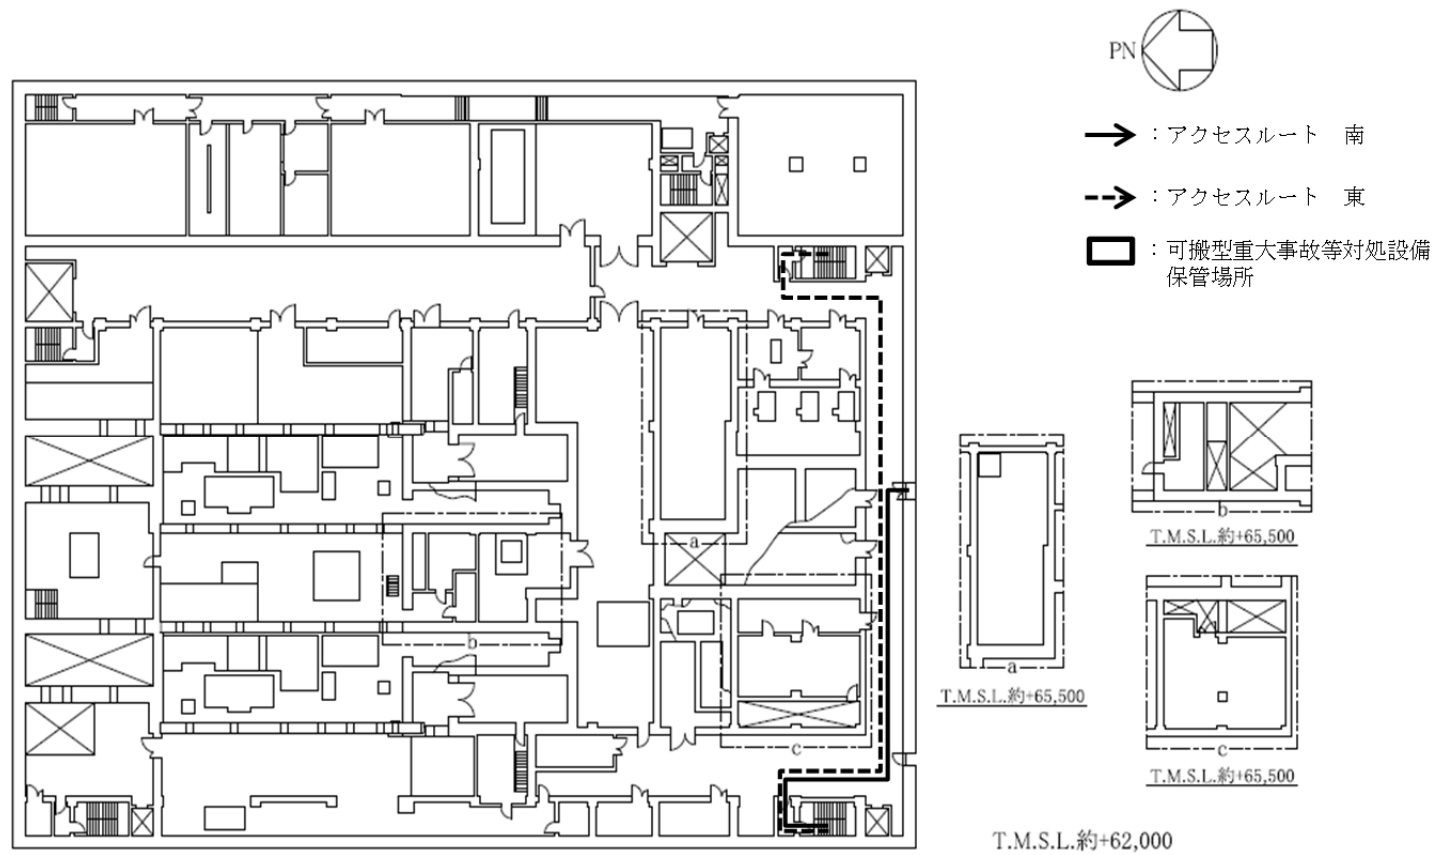 PN
：アクセスルート　南
：アクセスルート　東
：可搬型重大事故等対処設備
保管場所
a
b
c
a
T.M.S.L.約+65,500
b
T.M.S.L.約+65,500
c
T.M.S.L.約+65,500
T.M.S.L.約+62,000